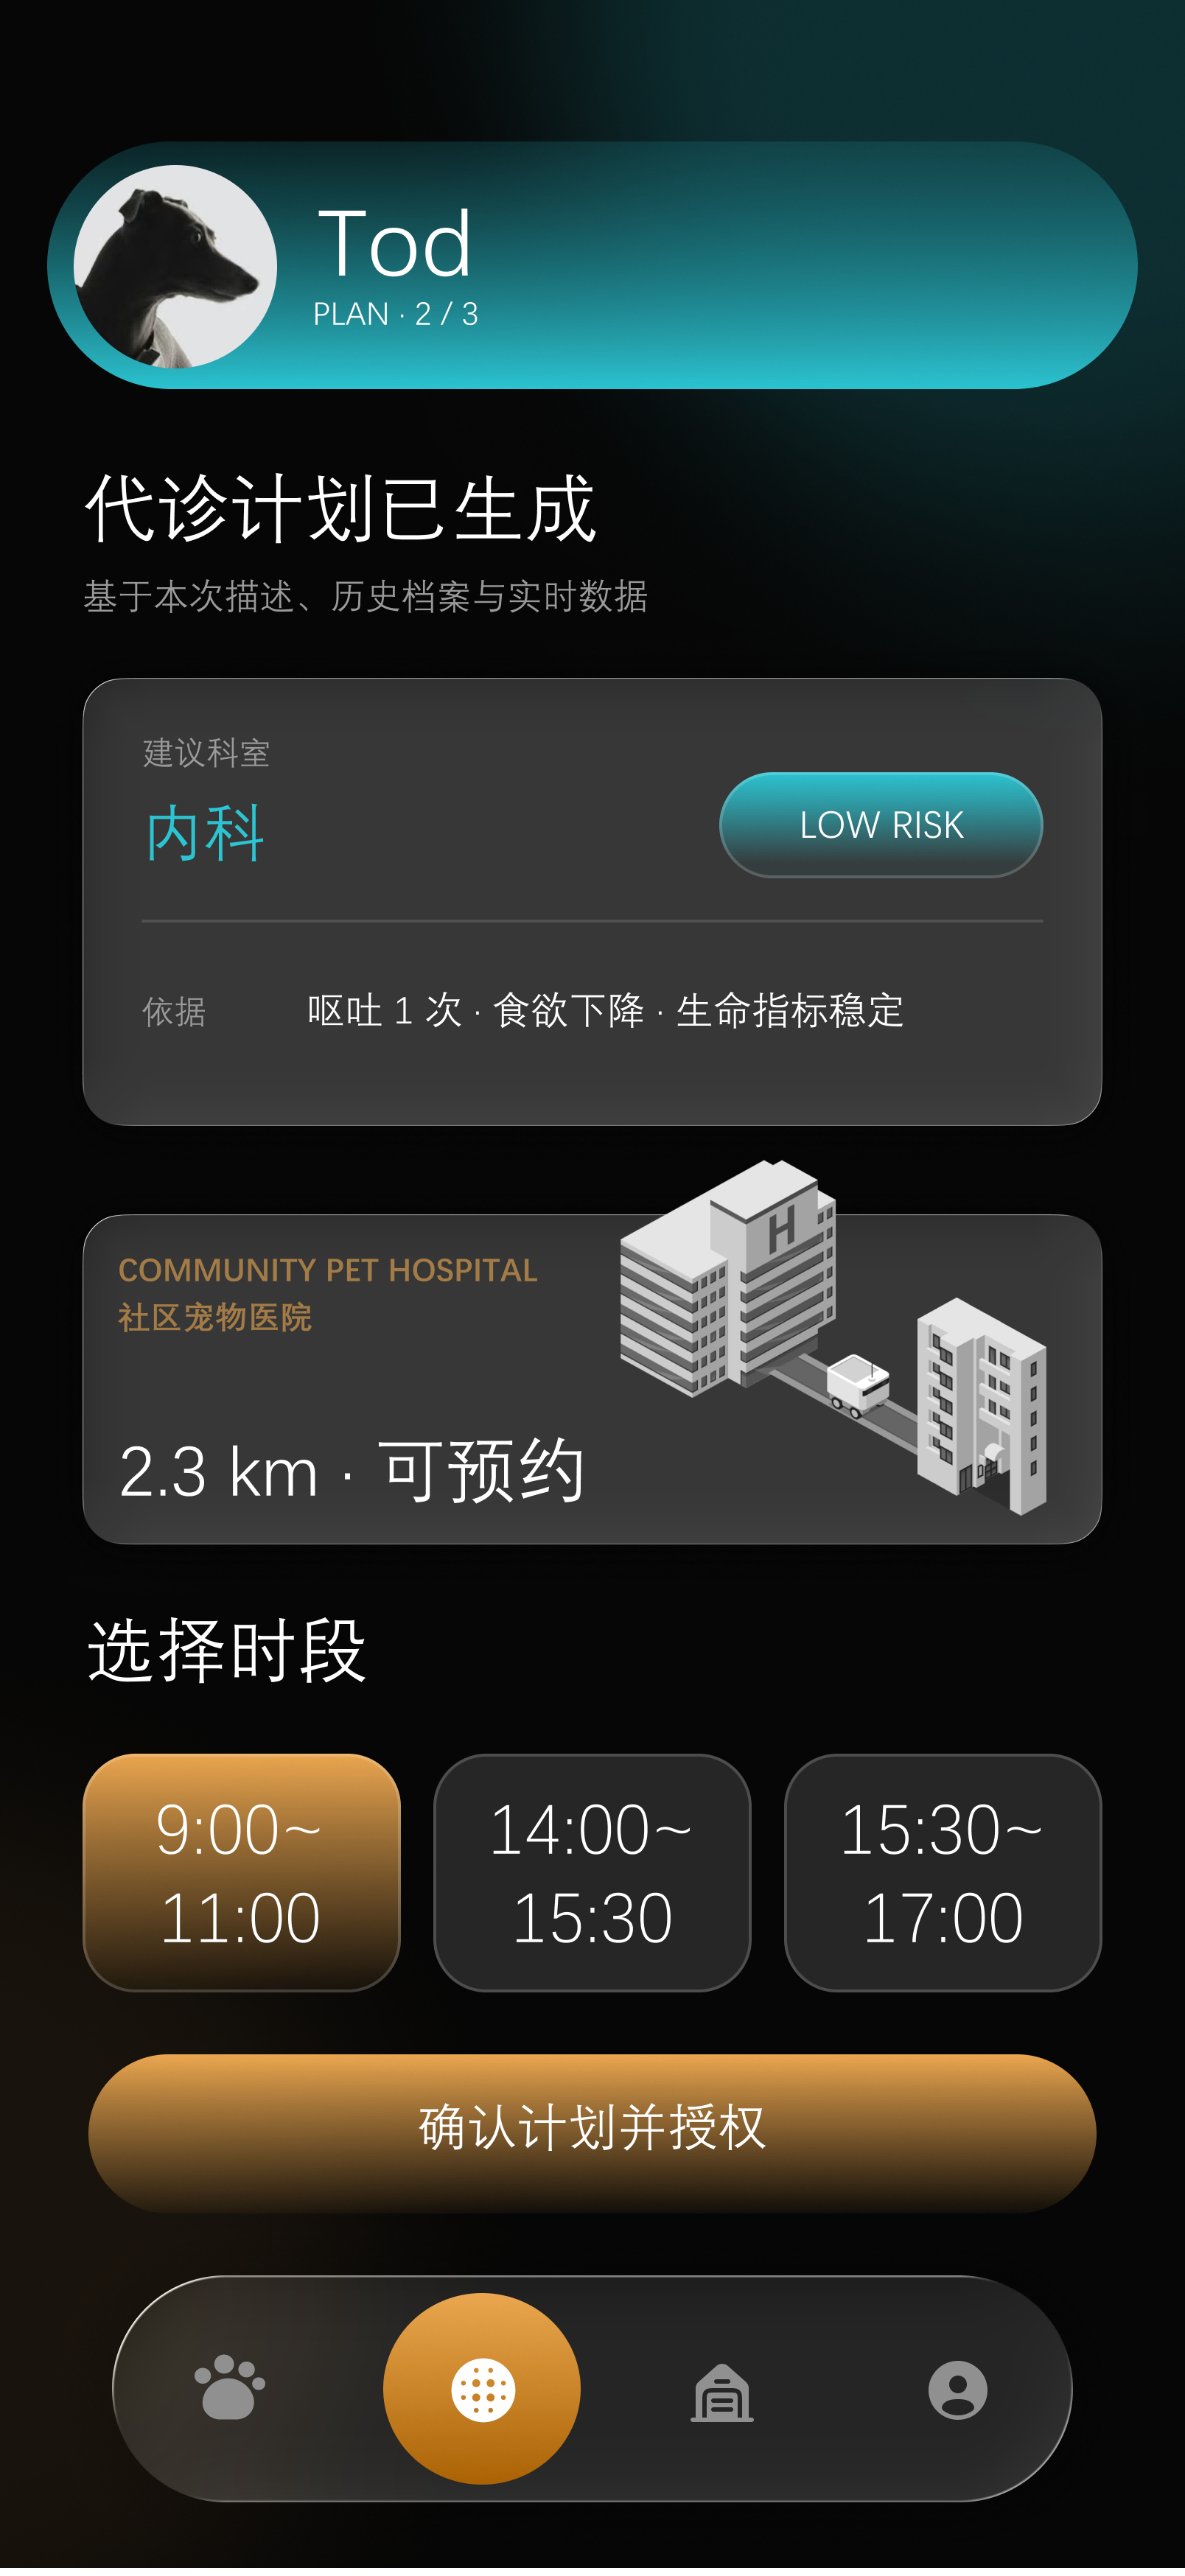 Tod
PLAN · 2 / 3
代诊计划已生成
基于本次描述、历史档案与实时数据
建议科室
内科
LOW RISK
依据 呕吐 1 次 · 食欲下降 · 生命指标稳定
H
COMMUNITY PET HOSPITAL
社区宠物医院
2.3 km · 可预约
选择时段
9:00~
11:00
14:00~
15:30
15:30~
17:00
确认计划并授权